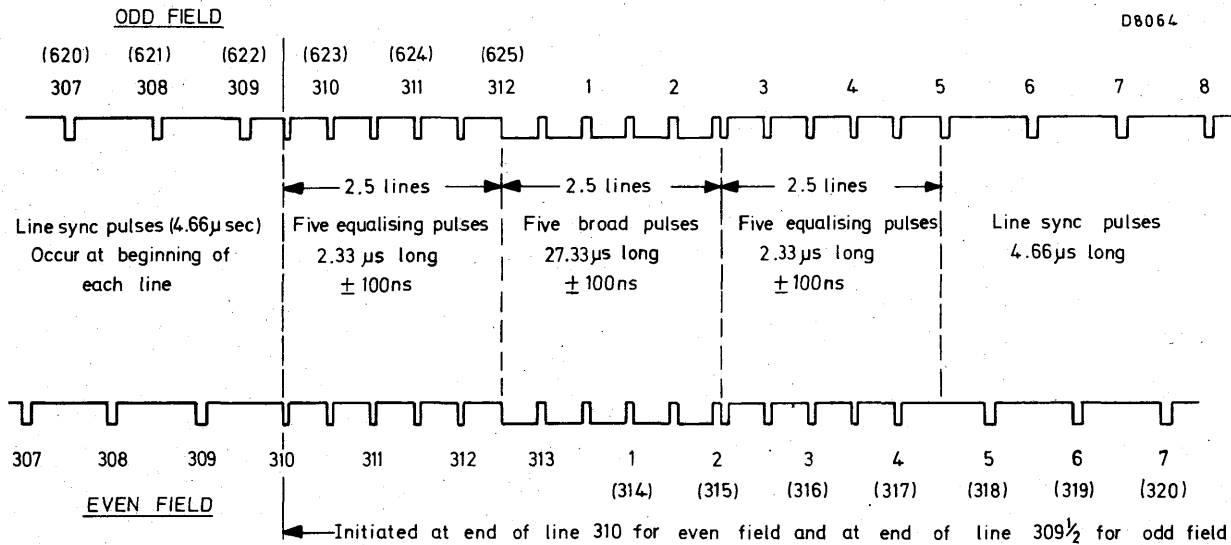 ODD FIELD
D8064
(620) (621) (622) (623) (624) (625)
307 308 309 310 311 312 1 2 3 4 5 6 7 8
2.5 lines 2.5 lines 2.5 lines
Line sync pulses (4.66µsec) Five equalising pulses Five broad pulses Five equalising pulses Line sync pulses
Occur at beginning of 2.33 µs long 27.33µs long 2.33µs long 4.66µs long
each line ± 100ns ± 100ns ± 100ns
307 308 309 310 311 312 313 1 2 3 4 5 6 7
(314) (315) (316) (317) (318) (319) (320)
EVEN FIELD
Initiated at end of line 310 for even field and at end of line 309½ for odd field